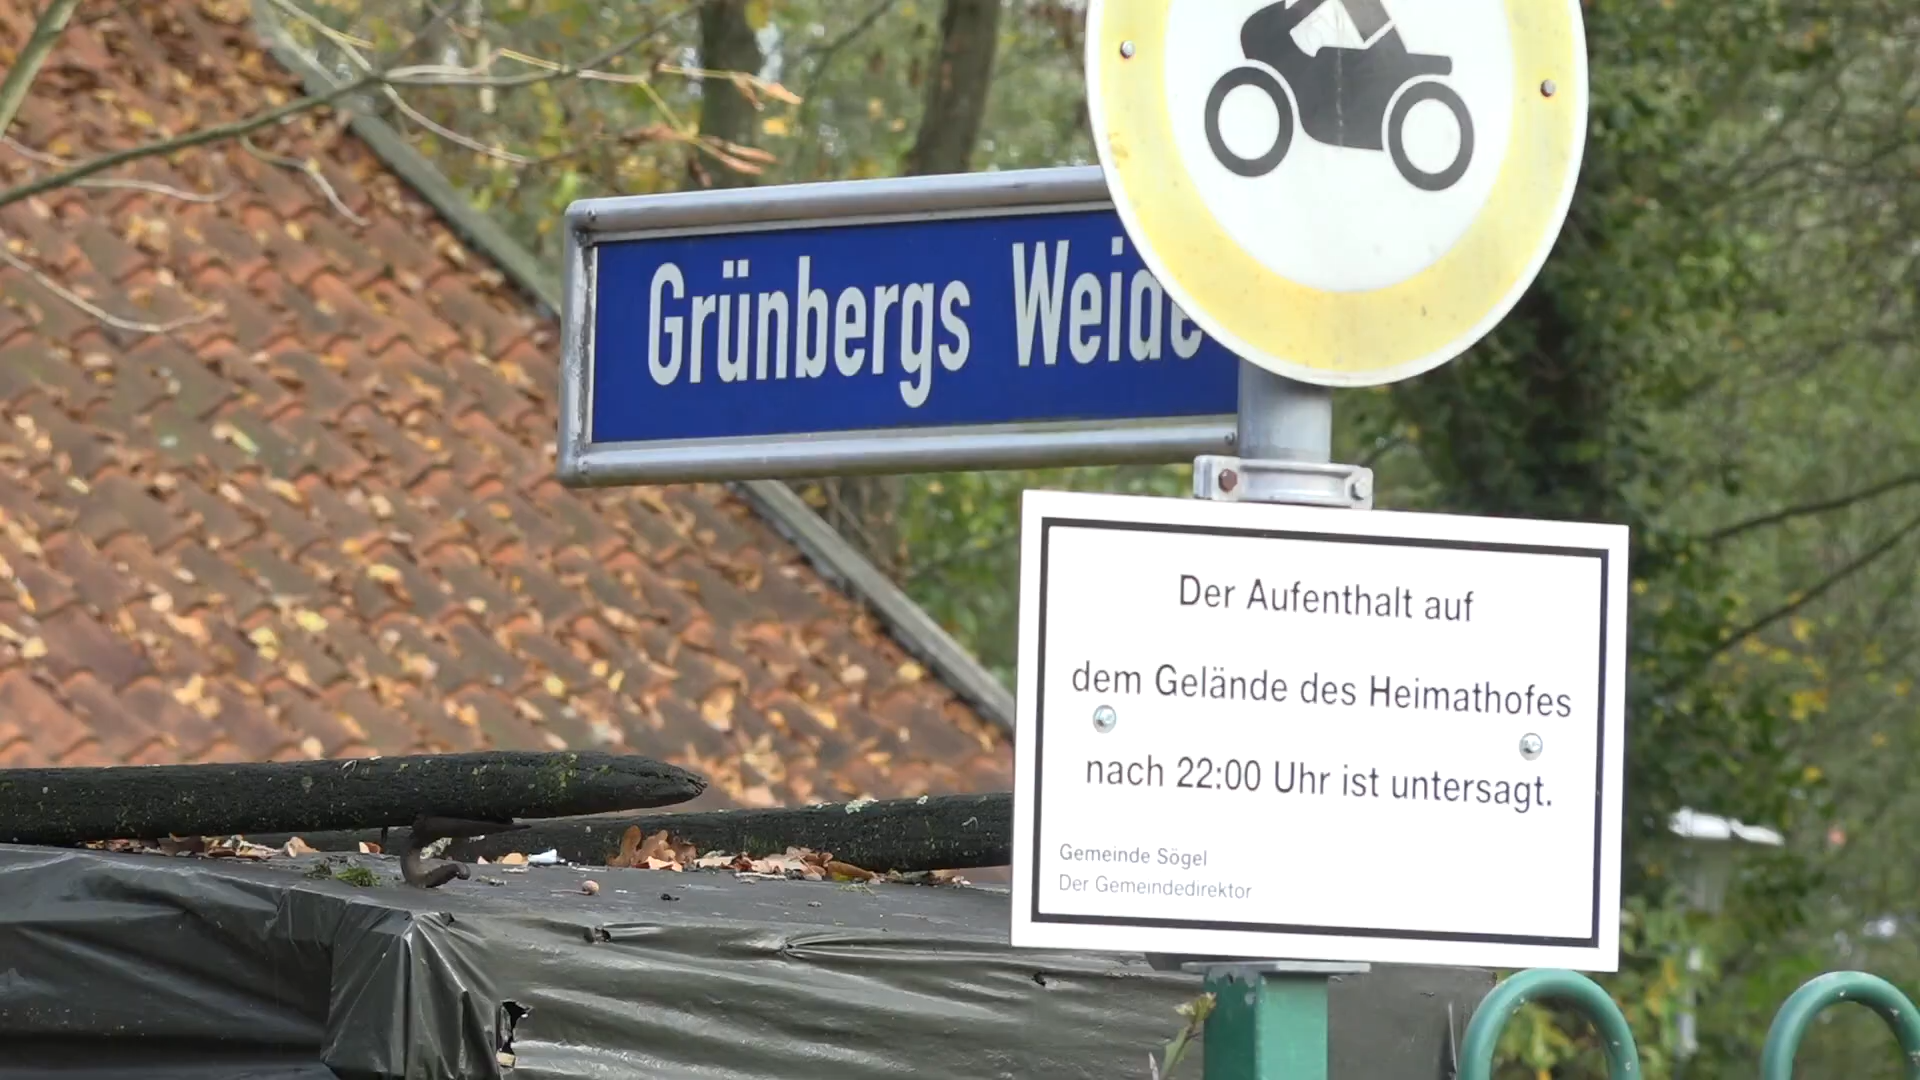 Grünbergs Weide
Der Aufenthalt auf
dem Gelände des Heimathofes
nach 22:00 Uhr ist untersagt.
Gemeinde Sögel
Der Gemeindedirektor